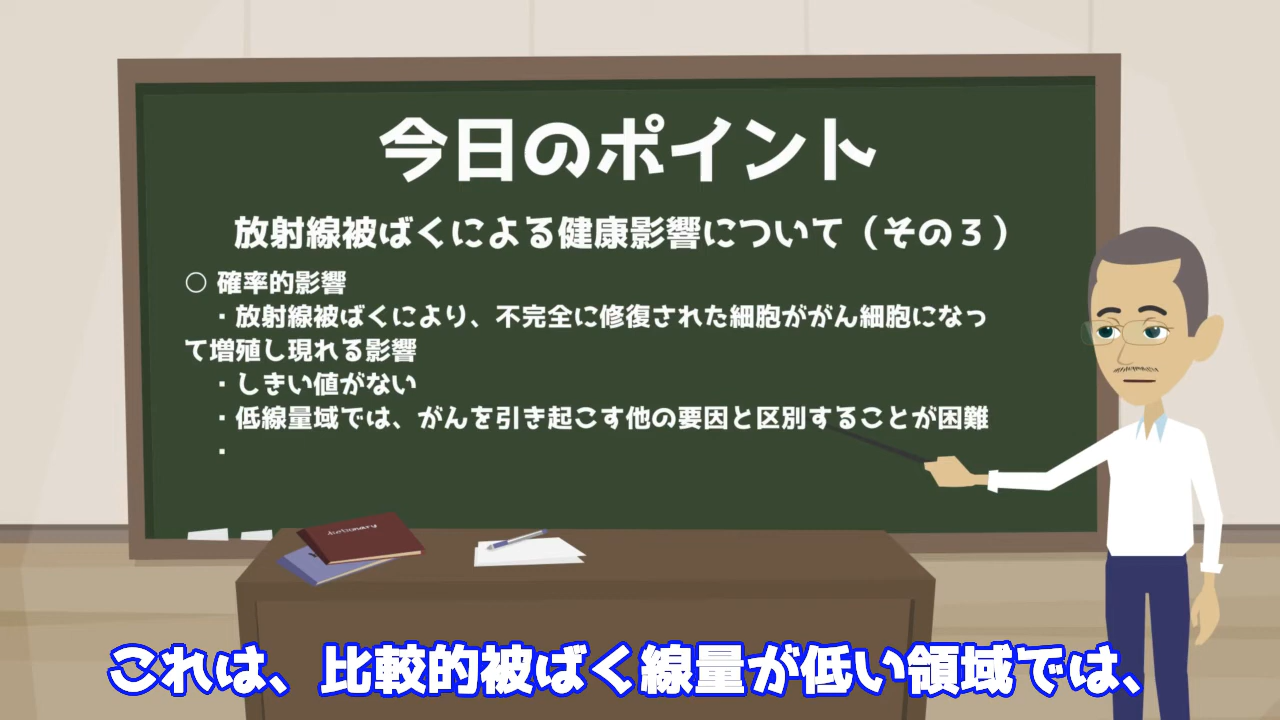 今日のポイント
放射線被ばくによる健康影響について（その３）
○ 確率的影響
・放射線被ばくにより、不完全に修復された細胞ががん細胞になっ
て増殖し現れる影響
・しきい値がない
・低線量域では、がんを引き起こす他の要因と区別することが困難
・
dictionary
これは、比較的被ばく線量が低い領域では、